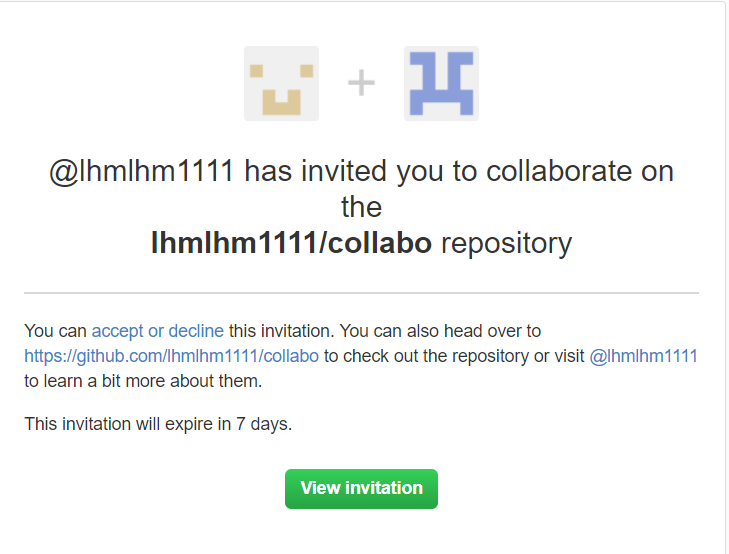 @lhmlhm1111 has invited you to collaborate on
the
lhmlhm1111/collabo repository
You can accept or decline this invitation. You can also head over to
https://github.com/lhmlhm1111/collabo to check out the repository or visit @lhmlhm1111
to learn a bit more about them.
This invitation will expire in 7 days.
View invitation